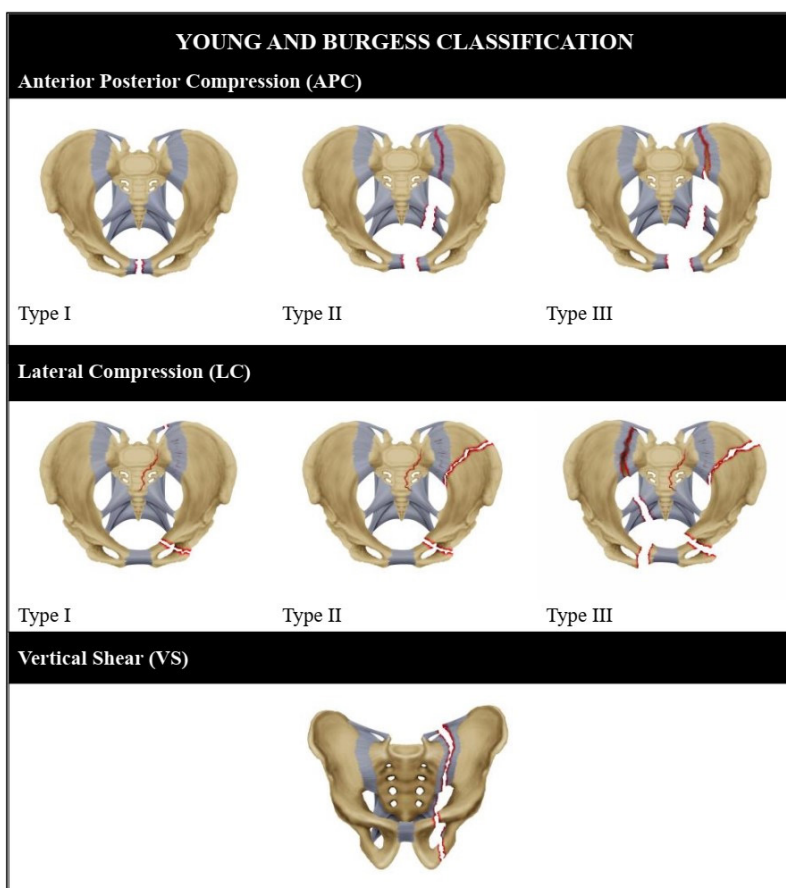 YOUNG AND BURGESS CLASSIFICATION
Anterior Posterior Compression (APC)
Type I
Type II
Type III
Lateral Compression (LC)
Type I
Type II
Type III
Vertical Shear (VS)